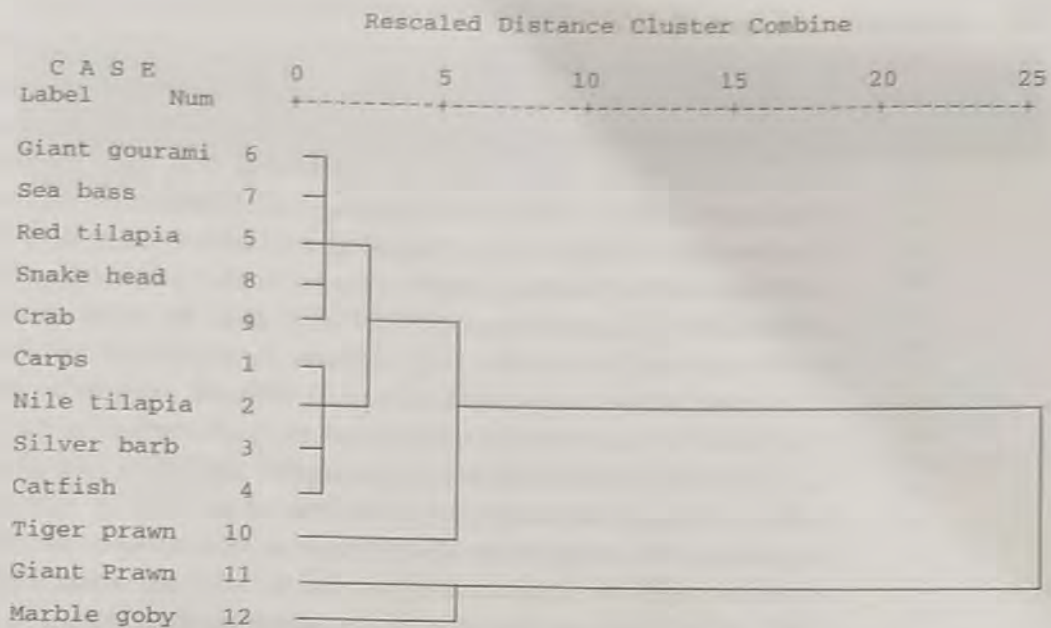 Rescaled Distance Cluster Combine
C A S E 0 5 10 15 20 25
Label Num +---------+---------+---------+---------+---------+
Giant gourami 6
Sea bass 7
Red tilapia 5
Snake head 8
Crab 9
Carps 1
Nile tilapia 2
Silver barb 3
Catfish 4
Tiger prawn 10
Giant Prawn 11
Marble goby 12